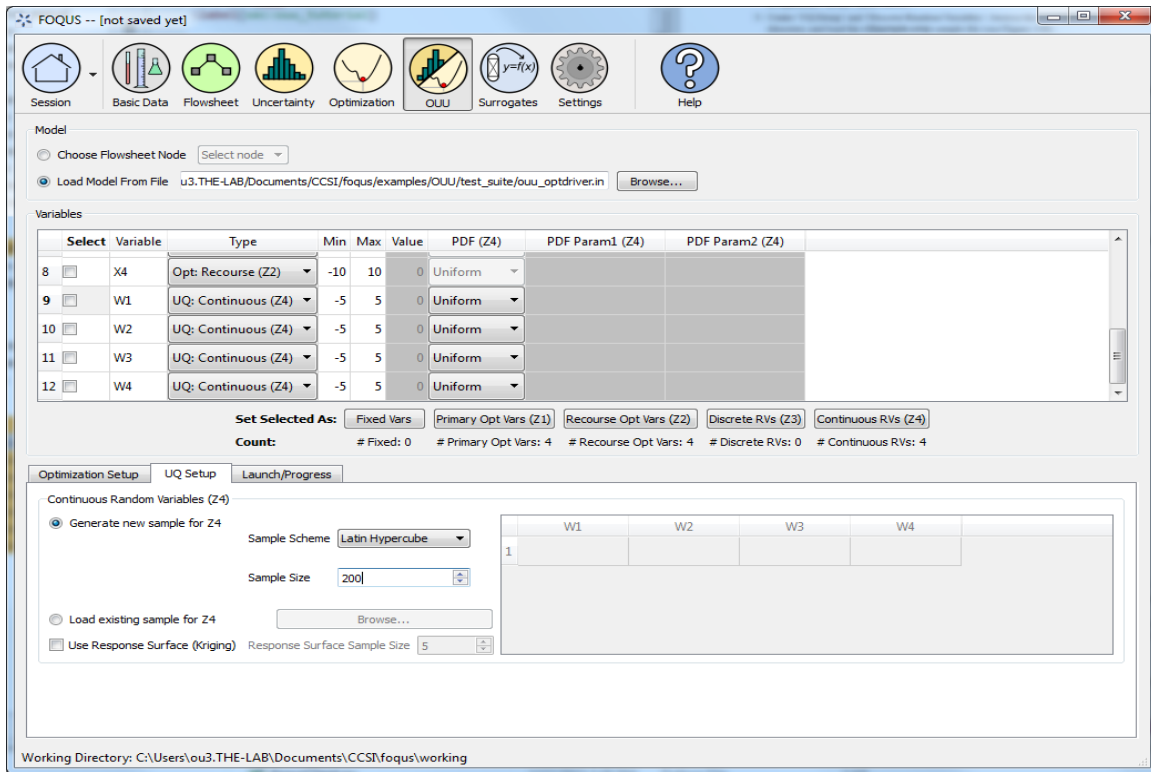 FOQUS -- [not saved yet]
Session Basic Data Flowsheet Uncertainty Optimization OUU Surrogates Settings Help
y=f(x)
Model
Choose Flowsheet Node Select node
Load Model From File u3.THE-LAB/Documents/CCSI/foqus/examples/OUU/test_suite/ouu_optdriver.in Browse...
Variables
Select Variable Type Min Max Value PDF (Z4) PDF Param1 (Z4) PDF Param2 (Z4)
8 X4 Opt: Recourse (Z2) -10 10 0 Uniform
9 W1 UQ: Continuous (Z4) -5 5 0 Uniform
10 W2 UQ: Continuous (Z4) -5 5 0 Uniform
11 W3 UQ: Continuous (Z4) -5 5 0 Uniform
12 W4 UQ: Continuous (Z4) -5 5 0 Uniform
Set Selected As: Fixed Vars Primary Opt Vars (Z1) Recourse Opt Vars (Z2) Discrete RVs (Z3) Continuous RVs (Z4)
Count: # Fixed: 0 # Primary Opt Vars: 4 # Recourse Opt Vars: 4 # Discrete RVs: 0 # Continuous RVs: 4
Optimization Setup UQ Setup Launch/Progress
Continuous Random Variables (Z4)
Generate new sample for Z4
Sample Scheme Latin Hypercube
Sample Size 200
Load existing sample for Z4 Browse...
Use Response Surface (Kriging) Response Surface Sample Size 5
W1 W2 W3 W4
1
Working Directory: C:\Users\ou3.THE-LAB\Documents\CCSI\foqus\working